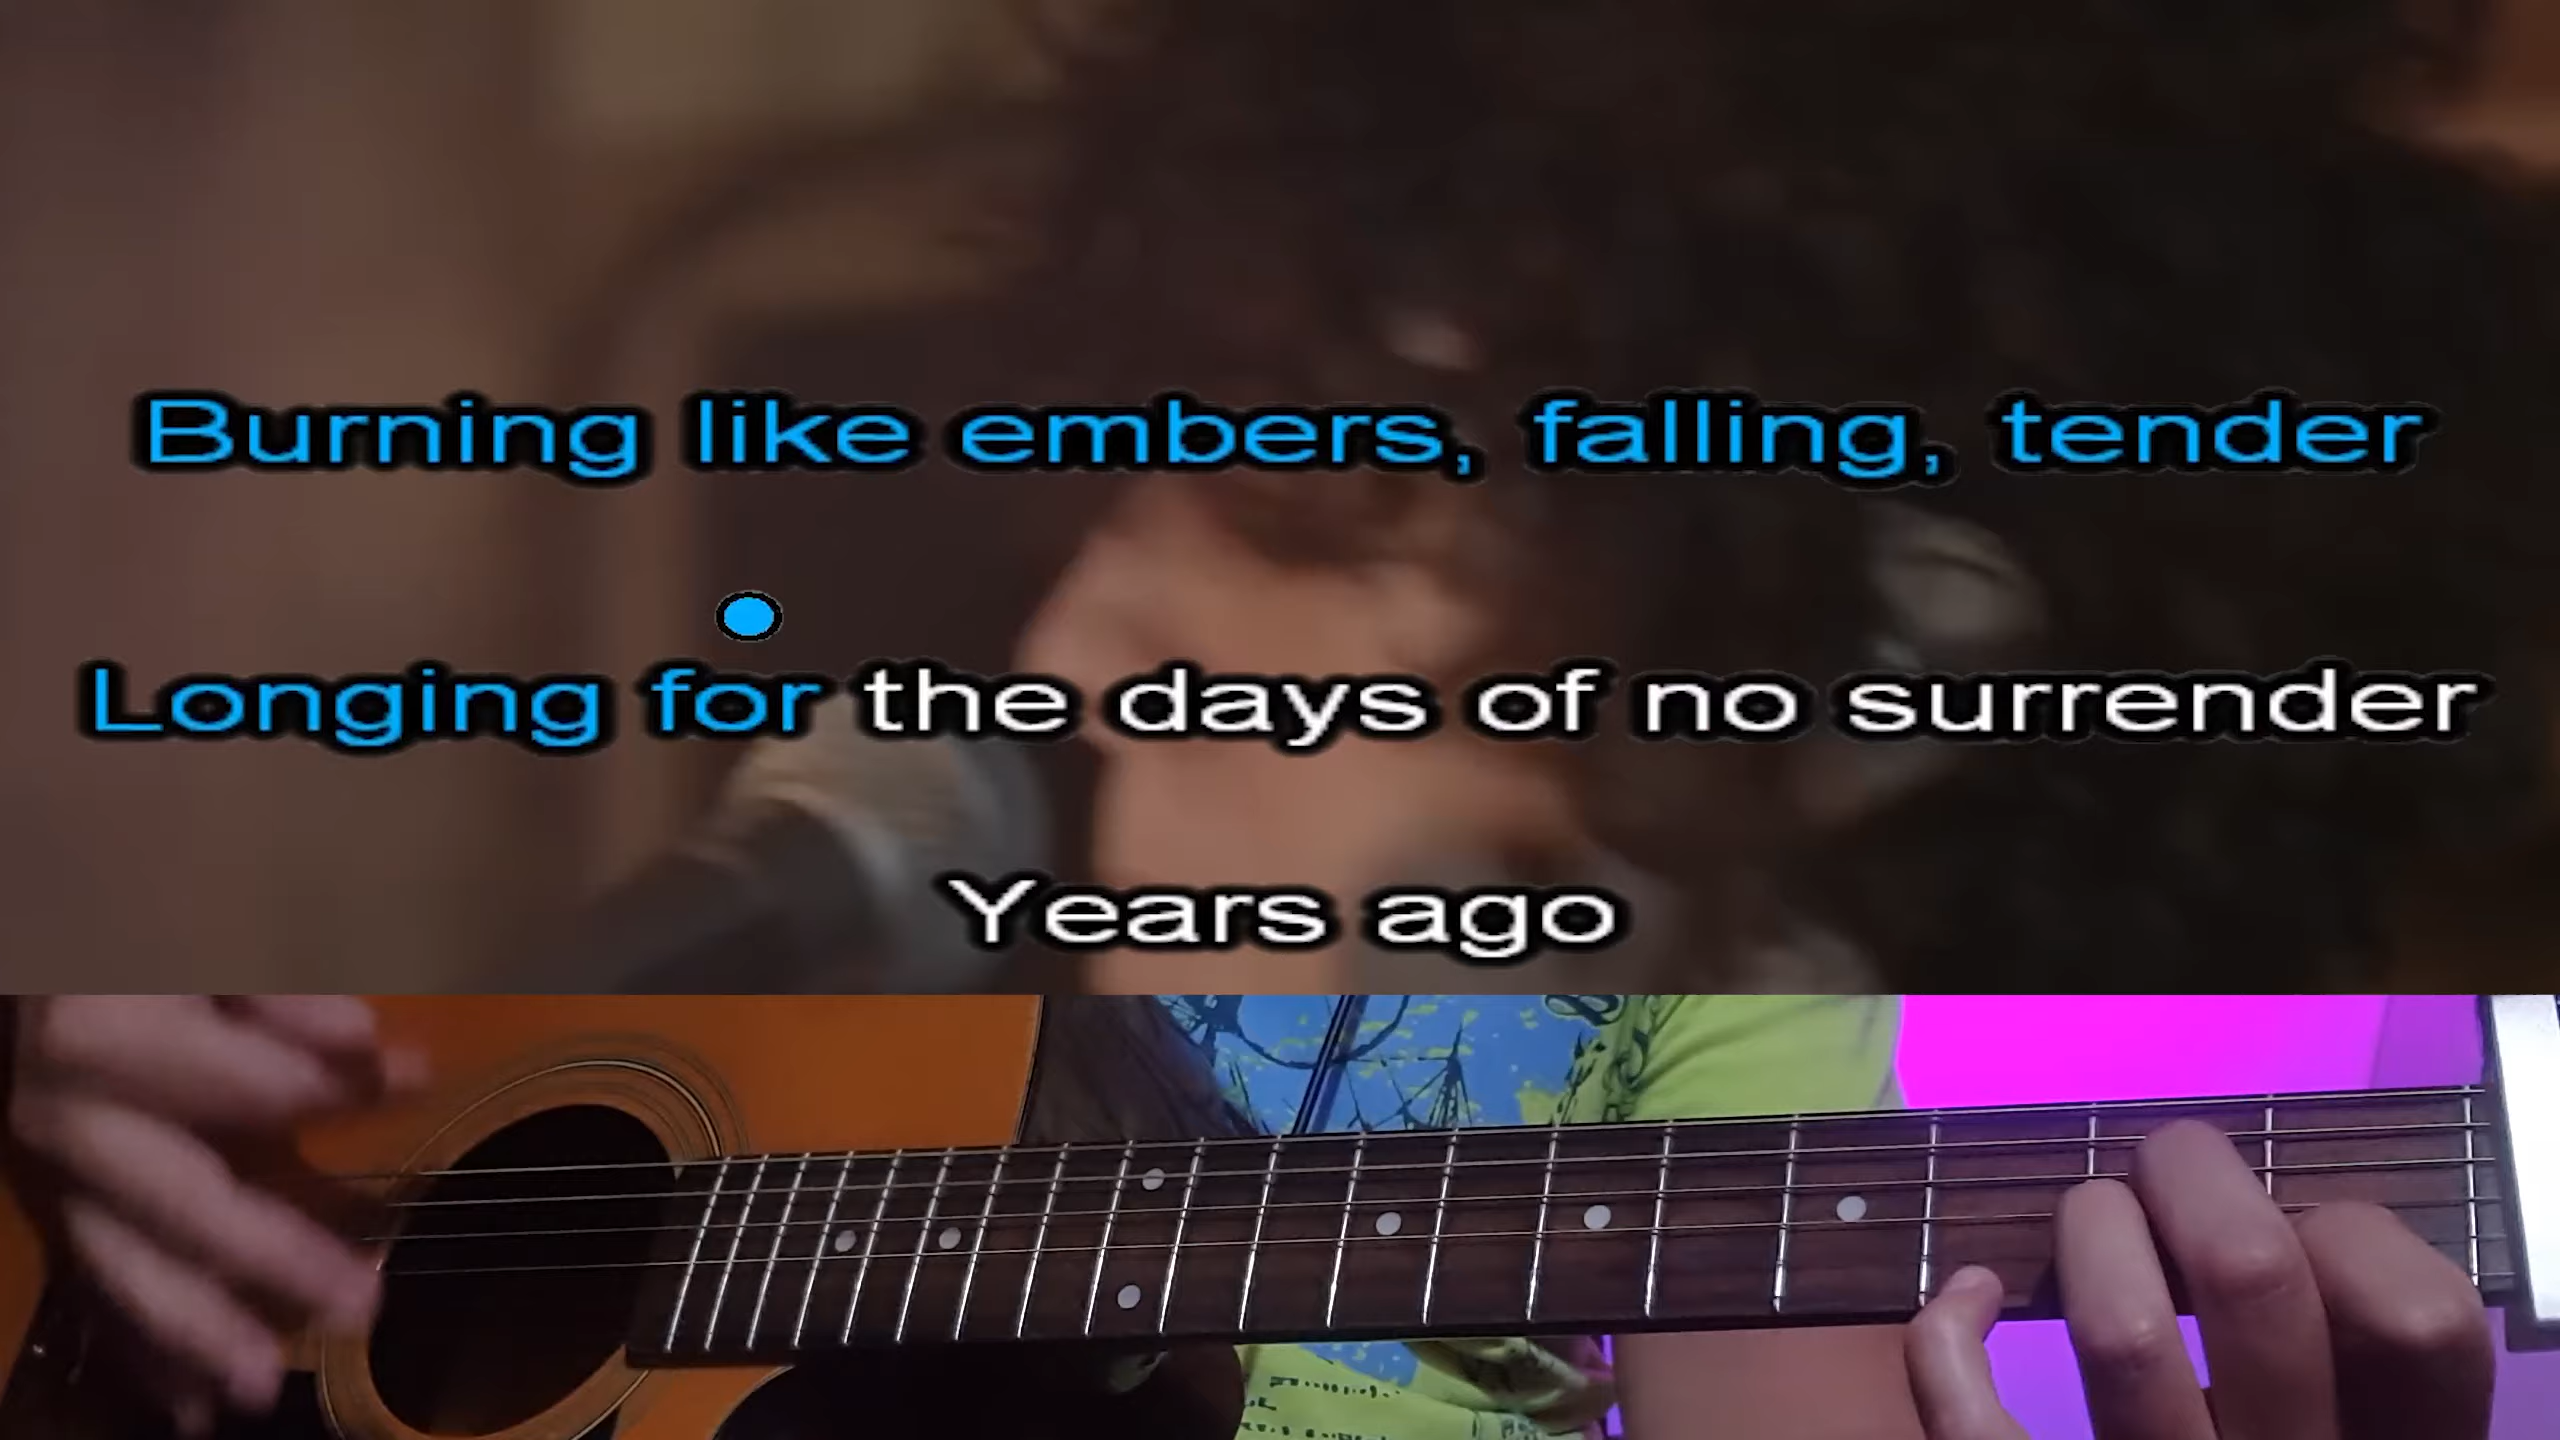 Burning like embers, falling, tender
Longing for the days of no surrender
Years ago